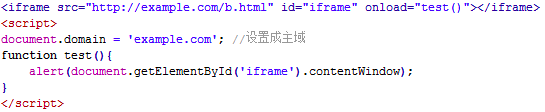 <iframe src="http://example.com/b.html" id="iframe" onload="test()"></iframe>
<script>
document.domain = 'example.com'; //设置成主域
function test(){
    alert(document.getElementById('iframe').contentWindow);
}
</script>